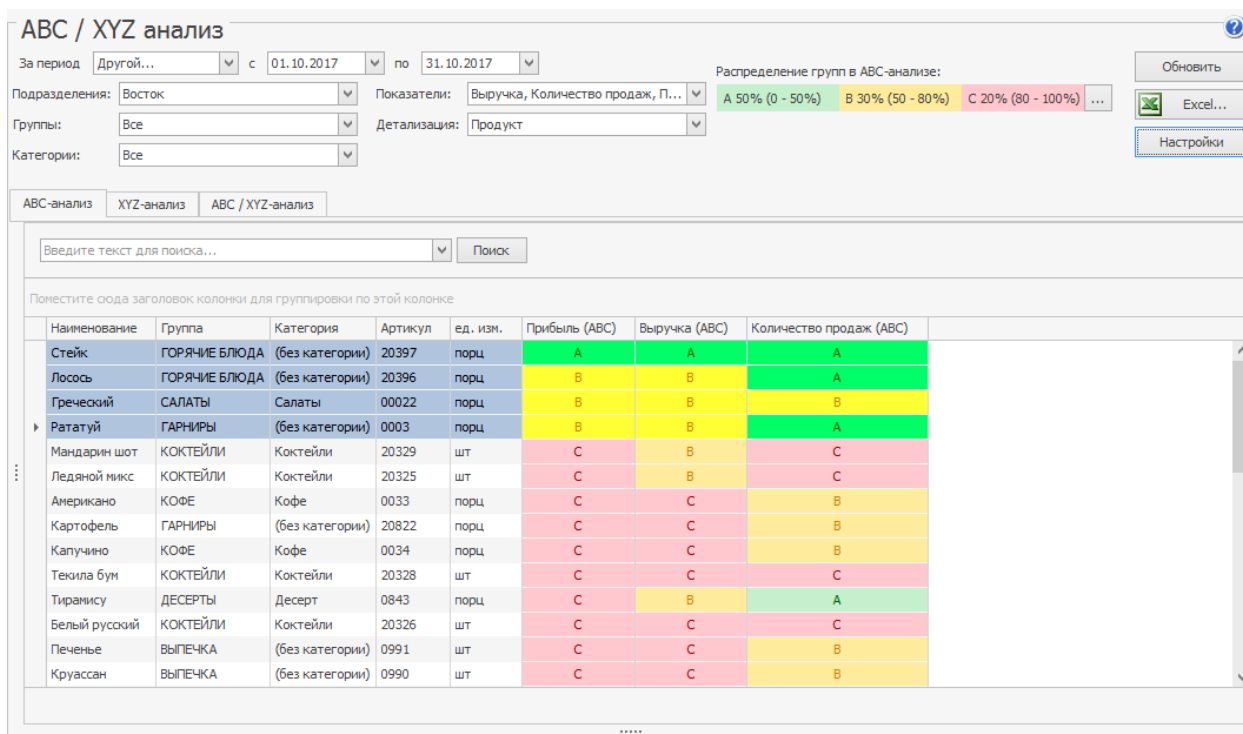 ABC / XYZ анализ
За период Другой... с 01.10.2017 по 31.10.2017
Распределение групп в ABC-анализе:
Обновить
Подразделения: Восток Показатели: Выручка, Количество продаж, П...
A 50% (0 - 50%) B 30% (50 - 80%) C 20% (80 - 100%) ...
Excel...
Группы: Все Детализация: Продукт
Настройки
Категории: Все
ABC-анализ XYZ-анализ ABC / XYZ-анализ
Введите текст для поиска... Поиск
Поместите сюда заголовок колонки для группировки по этой колонке
Наименование Группа Категория Артикул ед. изм. Прибыль (ABC) Выручка (ABC) Количество продаж (ABC)
Стейк ГОРЯЧИЕ БЛЮДА (без категории) 20397 порц A A A
Лосось ГОРЯЧИЕ БЛЮДА (без категории) 20396 порц B B A
Греческий САЛАТЫ Салаты 00022 порц B B B
Рататуй ГАРНИРЫ (без категории) 0003 порц B B A
Мандарин шот КОКТЕЙЛИ Коктейли 20329 шт C B C
Ледяной микс КОКТЕЙЛИ Коктейли 20325 шт C B C
Американо КОФЕ Кофе 0033 порц C C B
Картофель ГАРНИРЫ (без категории) 20822 порц C C B
Капучино КОФЕ Кофе 0034 порц C C B
Текила бум КОКТЕЙЛИ Коктейли 20328 шт C C C
Тирамису ДЕСЕРТЫ Десерт 0843 порц C B A
Белый русский КОКТЕЙЛИ Коктейли 20326 шт C C C
Печенье ВЫПЕЧКА (без категории) 0991 шт C C B
Круассан ВЫПЕЧКА (без категории) 0990 шт C C B